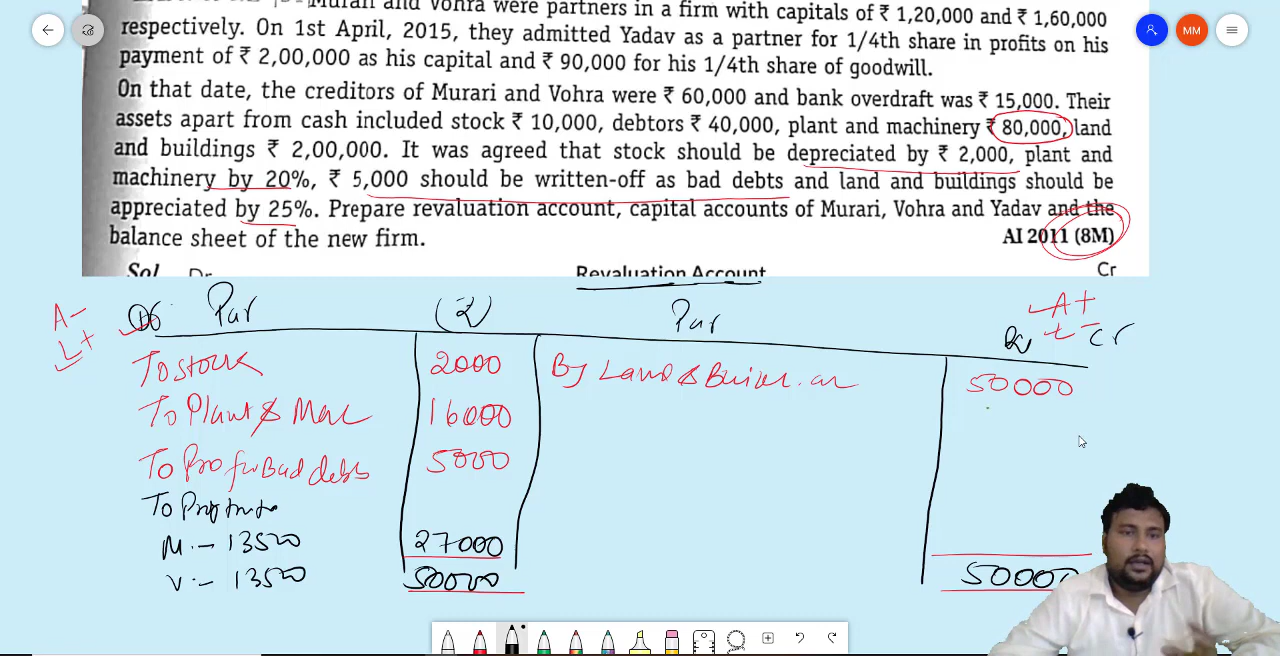 Murari and Vohra were partners in a firm with capitals of ₹ 1,20,000 and ₹ 1,60,000
respectively. On 1st April, 2015, they admitted Yadav as a partner for 1/4th share in profits on his
payment of ₹ 2,00,000 as his capital and ₹ 90,000 for his 1/4th share of goodwill.
On that date, the creditors of Murari and Vohra were ₹ 60,000 and bank overdraft was ₹ 15,000. Their
assets apart from cash included stock ₹ 10,000, debtors ₹ 40,000, plant and machinery ₹ 80,000, land
and buildings ₹ 2,00,000. It was agreed that stock should be depreciated by ₹ 2,000, plant and
machinery by 20%, ₹ 5,000 should be written-off as bad debts and land and buildings should be
appreciated by 25%. Prepare revaluation account, capital accounts of Murari, Vohra and Yadav and the
balance sheet of the new firm. AI 2011 (8M)
Sol Dr Revaluation Account Cr
A- Par (₹) Par A+
L+ L- Cr
To stock 2000 By Land & Build. a/c 50000
To Plant & Mac 16000
To Pro for Bad debts 5000
M :- 13500 27000
V :- 13500 50000 50000
MM